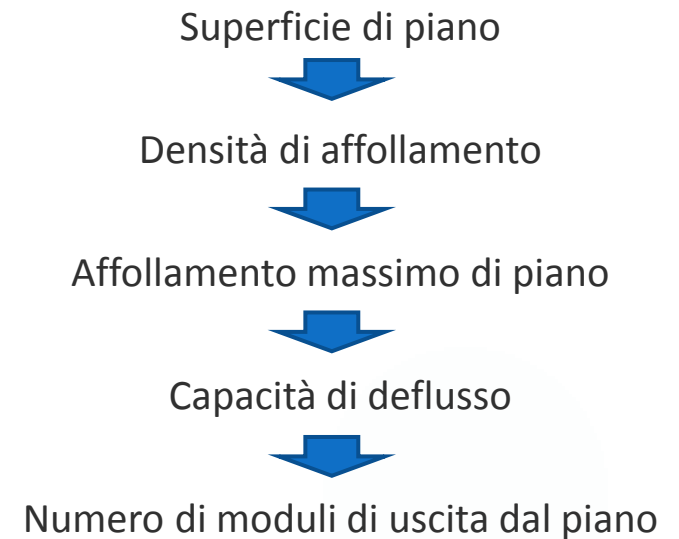 Superficie di piano
Densità di affollamento
Affollamento massimo di piano
Capacità di deflusso
Numero di moduli di uscita dal piano